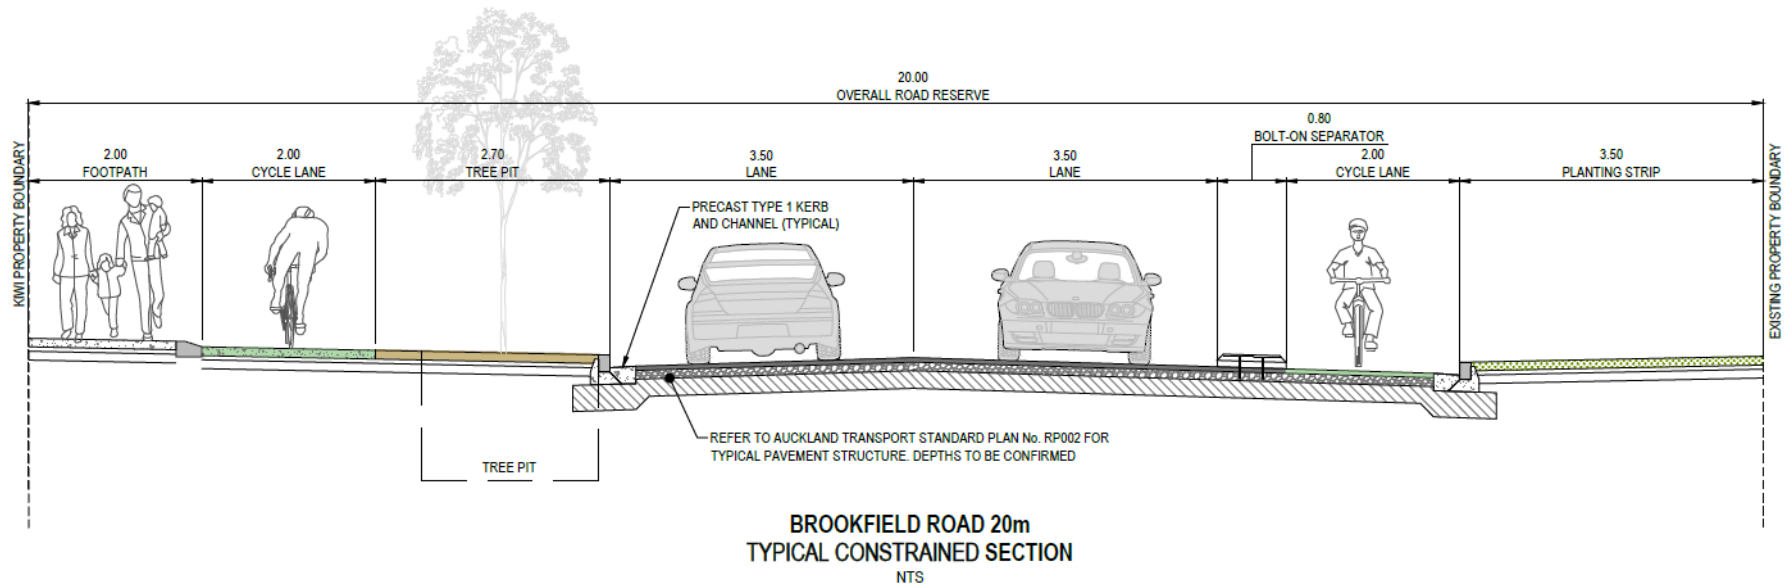 20.00
OVERALL ROAD RESERVE
0.80
BOLT-ON SEPARATOR
2.00
FOOTPATH
2.00
CYCLE LANE
2.70
TREE PIT
3.50
LANE
3.50
LANE
2.00
CYCLE LANE
3.50
PLANTING STRIP
KIWI PROPERTY BOUNDARY
EXISTING PROPERTY BOUNDARY
PRECAST TYPE 1 KERB
AND CHANNEL (TYPICAL)
REFER TO AUCKLAND TRANSPORT STANDARD PLAN No. RP002 FOR
TYPICAL PAVEMENT STRUCTURE. DEPTHS TO BE CONFIRMED
TREE PIT
BROOKFIELD ROAD 20m
TYPICAL CONSTRAINED SECTION
NTS